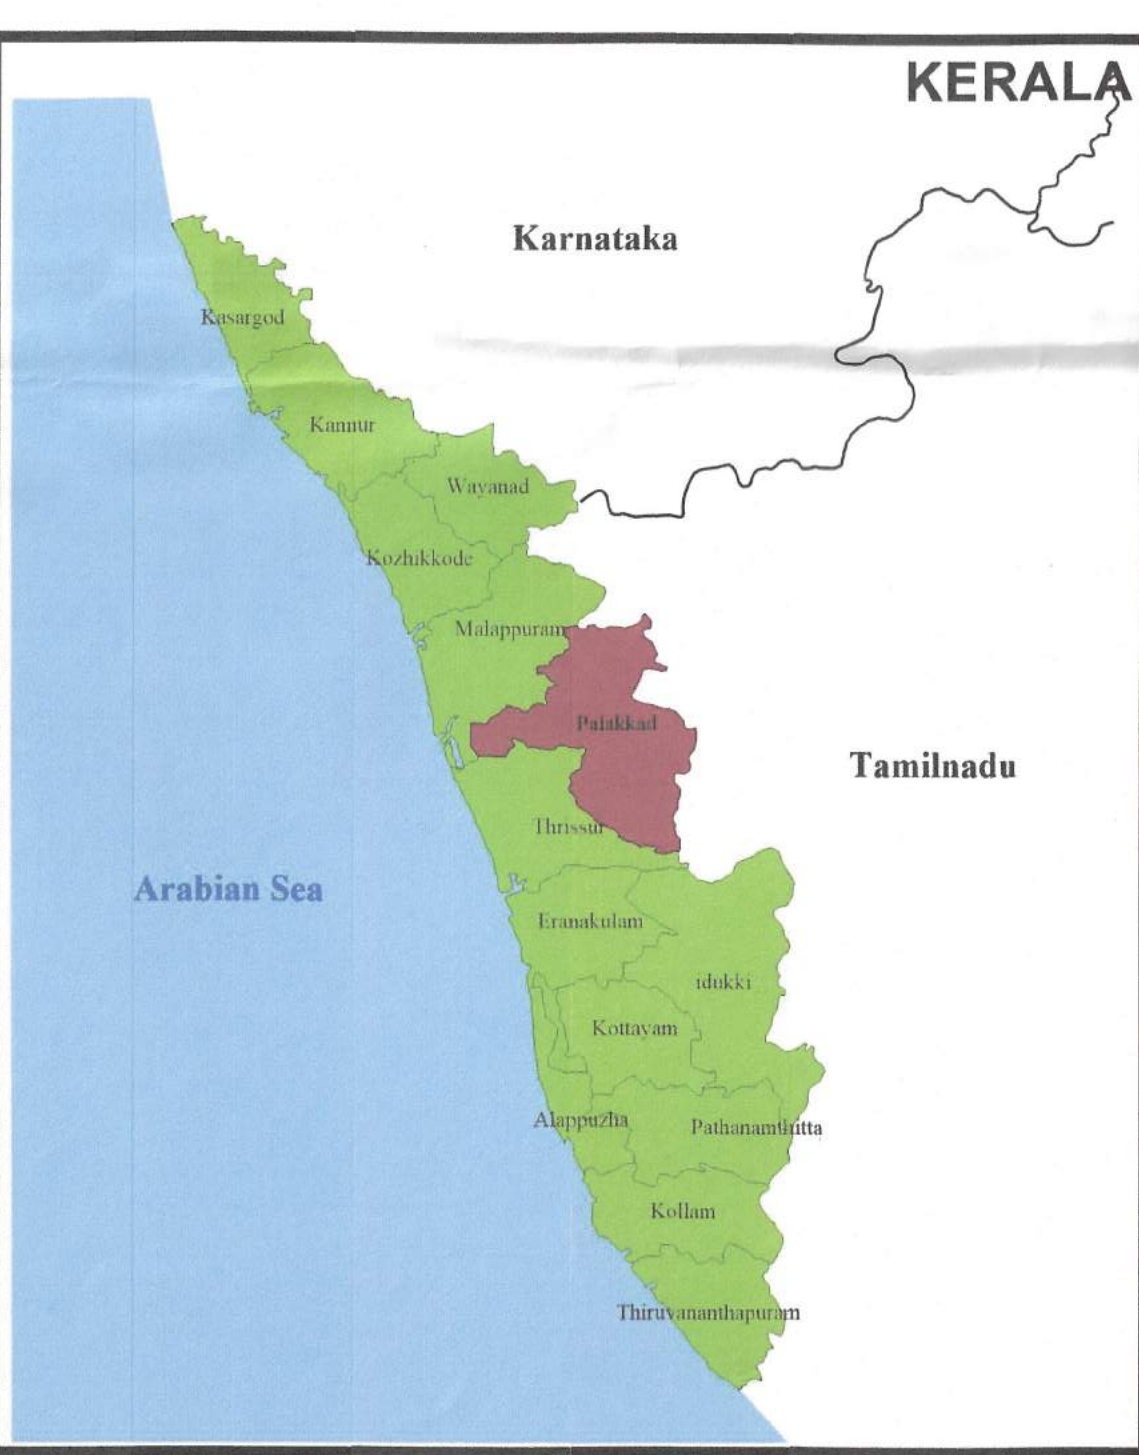 KERALA
Karnataka
Kasargod
Kannur
Wayanad
Kozhikkode
Malappuram
Palakkad
Tamilnadu
Thrissur
Arabian Sea
Eranakulam
idukki
Kottayam
Alappuzha
Pathanamthitta
Kollam
Thiruvananthapuram